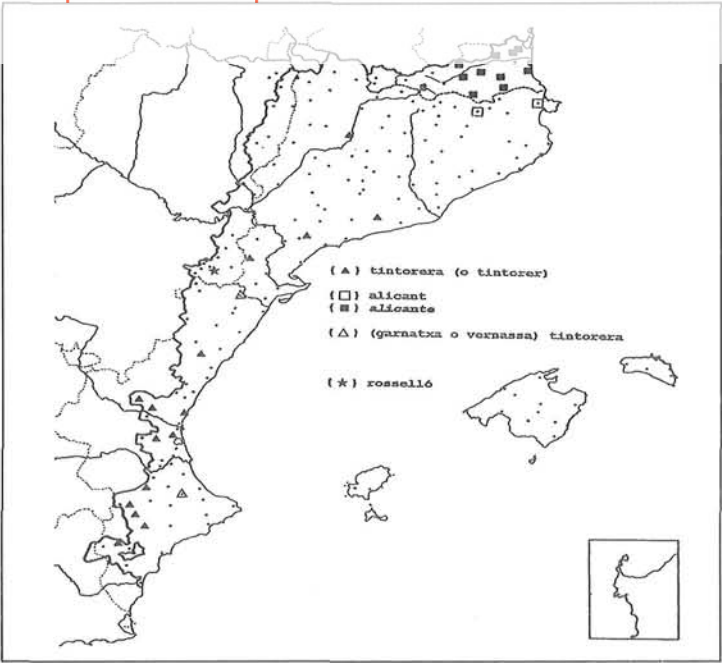 (▲) tintorera (o tintorer)
(□) alicant
(■) alicante
(△) (garnatxa o vernassa) tintorera
(★) rosselló